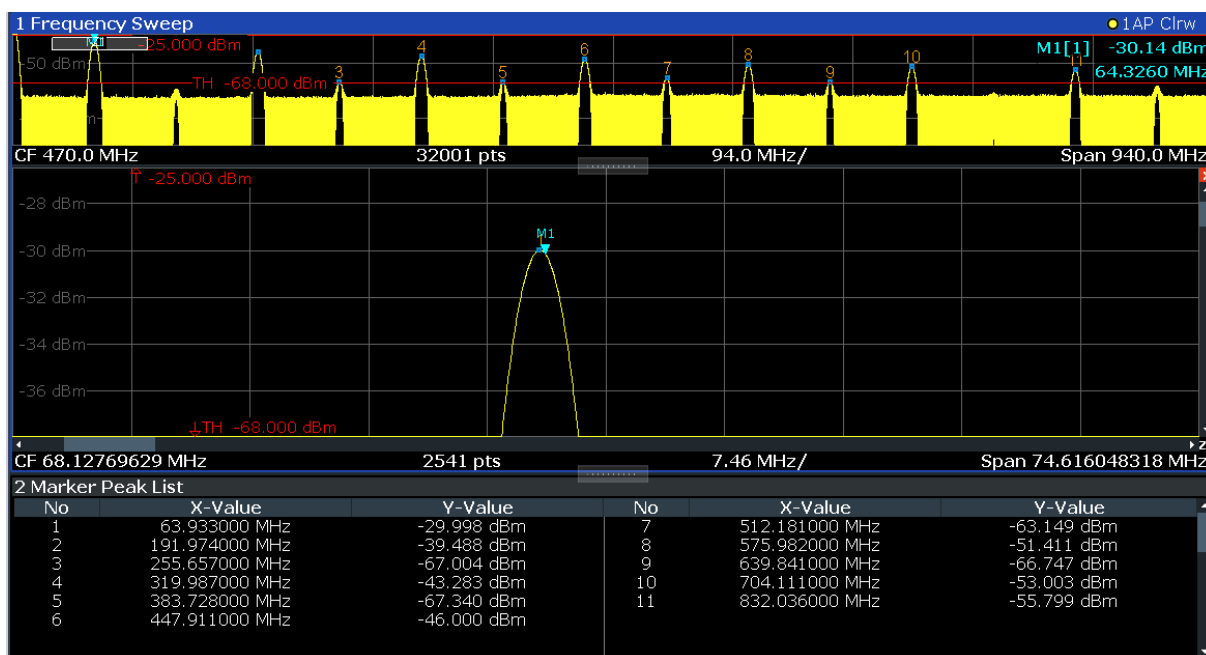 1 Frequency Sweep 1AP Clrw
M1 -25.000 dBm 4 6 8 10 M1[1] -30.14 dBm
-50 dBm 3 5 7 9 11 64.3260 MHz
TH -68.000 dBm
CF 470.0 MHz 32001 pts 94.0 MHz/ Span 940.0 MHz
-25.000 dBm
-28 dBm
M1
-30 dBm
-32 dBm
-34 dBm
-36 dBm
TH -68.000 dBm
CF 68.12769629 MHz 2541 pts 7.46 MHz/ Span 74.616048318 MHz
2 Marker Peak List
No X-Value Y-Value No X-Value Y-Value
1 63.933000 MHz -29.998 dBm 7 512.181000 MHz -63.149 dBm
2 191.974000 MHz -39.488 dBm 8 575.982000 MHz -51.411 dBm
3 255.657000 MHz -67.004 dBm 9 639.841000 MHz -66.747 dBm
4 319.987000 MHz -43.283 dBm 10 704.111000 MHz -53.003 dBm
5 383.728000 MHz -67.340 dBm 11 832.036000 MHz -55.799 dBm
6 447.911000 MHz -46.000 dBm